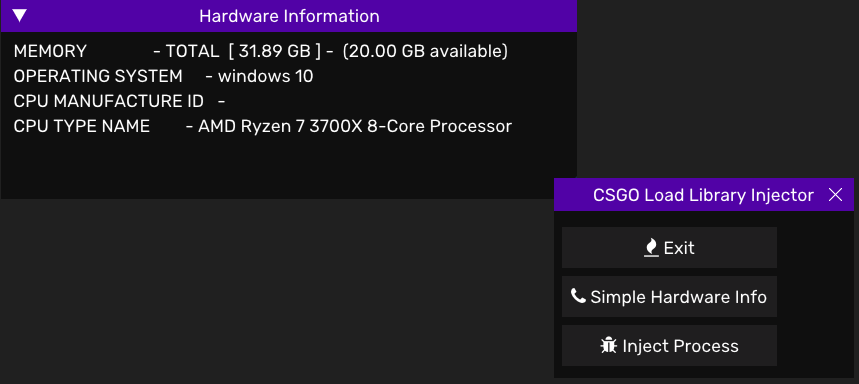 Hardware Information
MEMORY - TOTAL [ 31.89 GB ] - (20.00 GB available)
OPERATING SYSTEM - windows 10
CPU MANUFACTURE ID -
CPU TYPE NAME - AMD Ryzen 7 3700X 8-Core Processor
CSGO Load Library Injector
Exit
Simple Hardware Info
Inject Process